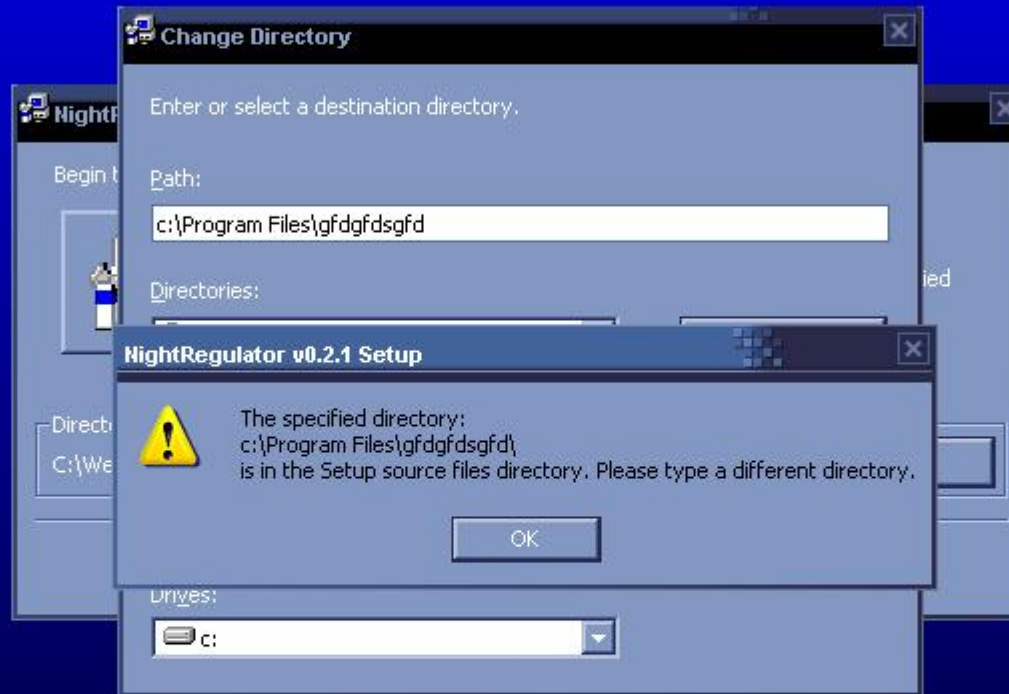 Change Directory
Enter or select a destination directory.
Path:
c:\Program Files\gfdgfdsgfd
Directories:
NightRegulator v0.2.1 Setup
The specified directory:
c:\Program Files\gfdgfdsgfd\
is in the Setup source files directory. Please type a different directory.
OK
Drives:
c:
Begin
C:\